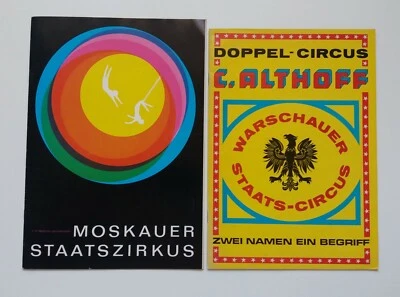 MOSKAUER
STAATSZIRKUS
DOPPEL-CIRCUS
C.ALTHOFF
WARSCHAUER
STAATS-CIRCUS
ZWEI NAMEN EIN BEGRIFF